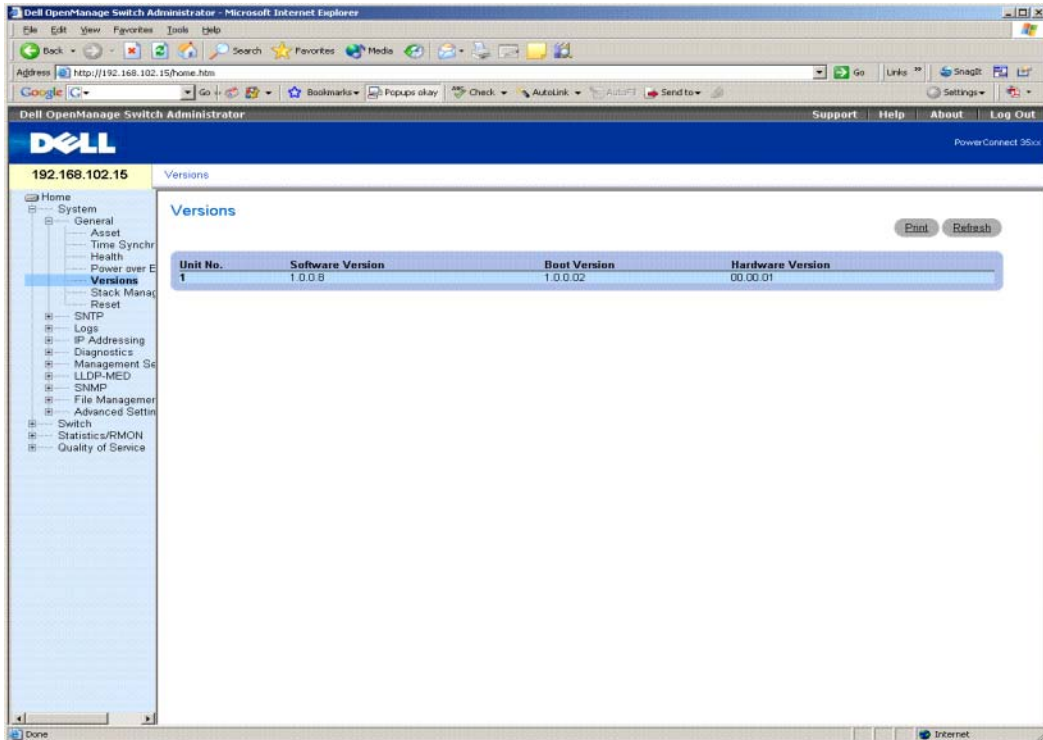 Dell OpenManage Switch Administrator - Microsoft Internet Explorer
File Edit View Favorites Tools Help
Back Search Favorites Media
Address http://192.168.102.15/home.htm Go Links » SnagIt
Google G Go Bookmarks Popups okay Check AutoLink AutoFill Send to Settings
Dell OpenManage Switch Administrator Support Help About Log Out
DELL PowerConnect 35xx
192.168.102.15 Versions
Home
System
General
Asset
Time Synchr
Health
Power over E
Versions
Stack Manag
Reset
SNTP
Logs
IP Addressing
Diagnostics
Management Se
LLDP-MED
SNMP
File Managemer
Advanced Settin
Switch
Statistics/RMON
Quality of Service
Versions
Print Refresh
Unit No. Software Version Boot Version Hardware Version
1 1.0.0.8 1.0.0.02 00.00.01
Done Internet